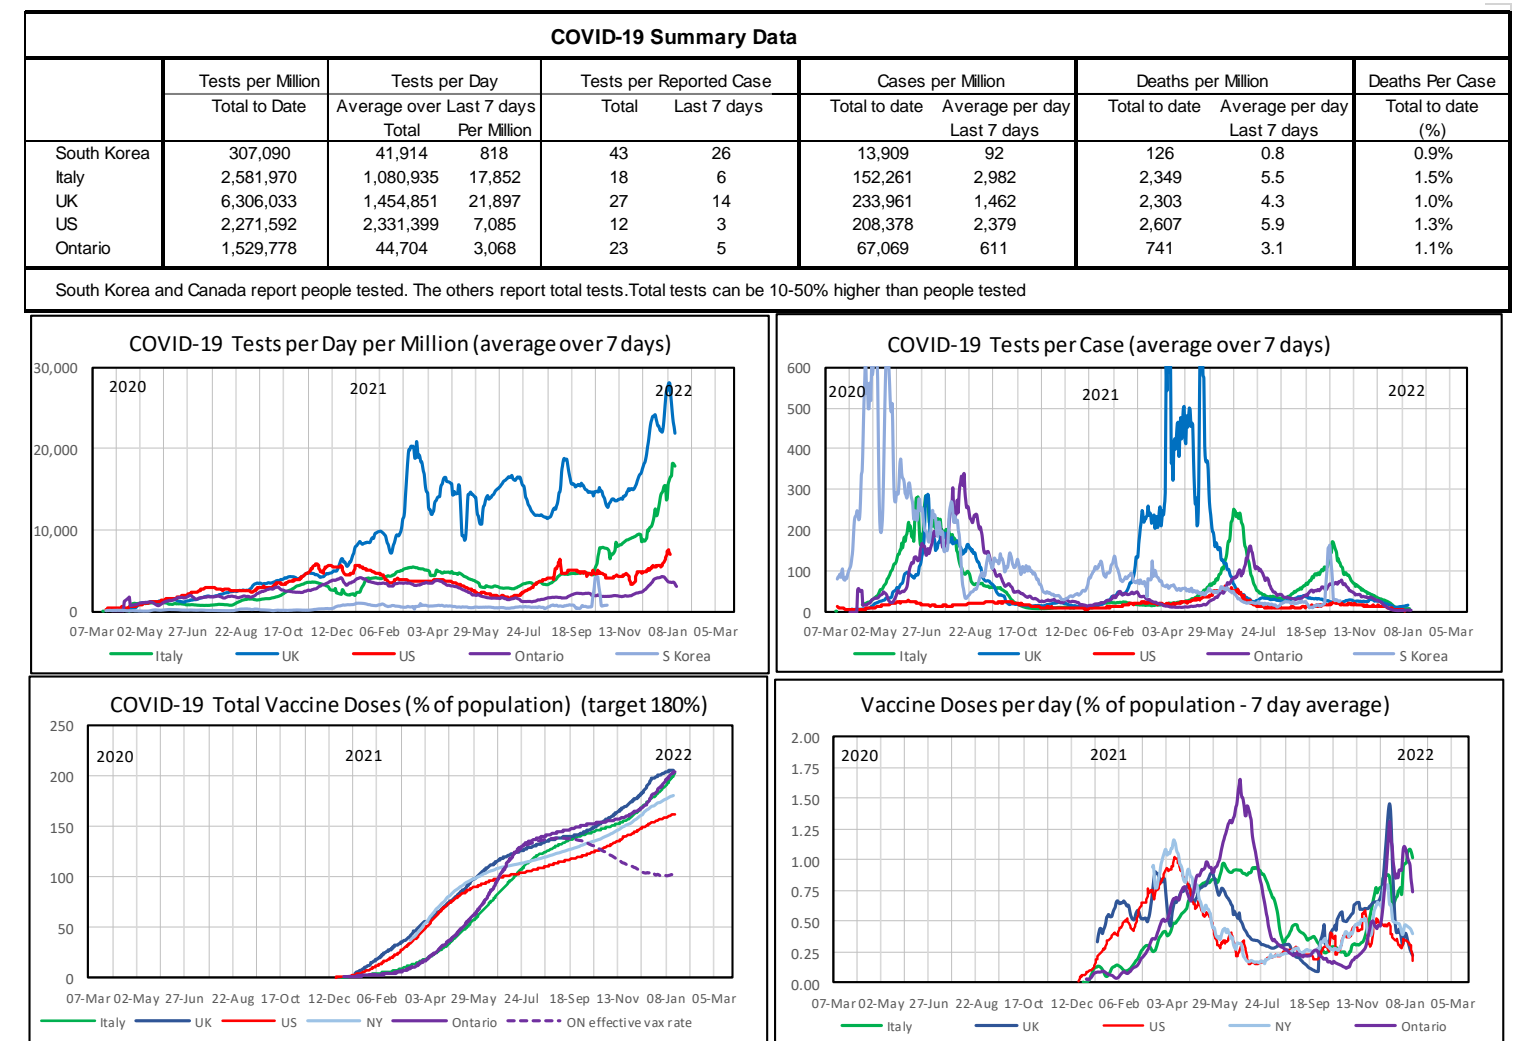 COVID-19 Summary Data
Tests per Million Tests per Day Tests per Reported Case Cases per Million Deaths per Million Deaths Per Case
Total to Date Average over Last 7 days Total Last 7 days Total to date Average per day Total to date Average per day Total to date
Total Per Million Last 7 days Last 7 days (%)
South Korea 307,090 41,914 818 43 26 13,909 92 126 0.8 0.9%
Italy 2,581,970 1,080,935 17,852 18 6 152,261 2,982 2,349 5.5 1.5%
UK 6,306,033 1,454,851 21,897 27 14 233,961 1,462 2,303 4.3 1.0%
US 2,271,592 2,331,399 7,085 12 3 208,378 2,379 2,607 5.9 1.3%
Ontario 1,529,778 44,704 3,068 23 5 67,069 611 741 3.1 1.1%
South Korea and Canada report people tested. The others report total tests.Total tests can be 10-50% higher than people tested
COVID-19 Tests per Day per Million (average over 7 days)
30,000
2020 2021 2022
20,000
10,000
0
07-Mar 02-May 27-Jun 22-Aug 17-Oct 12-Dec 06-Feb 03-Apr 29-May 24-Jul 18-Sep 13-Nov 08-Jan 05-Mar
Italy UK US Ontario S Korea
COVID-19 Tests per Case (average over 7 days)
600
2020 2021 2022
500
400
300
200
100
0
07-Mar 02-May 27-Jun 22-Aug 17-Oct 12-Dec 06-Feb 03-Apr 29-May 24-Jul 18-Sep 13-Nov 08-Jan 05-Mar
Italy UK US Ontario S Korea
COVID-19 Total Vaccine Doses (% of population) (target 180%)
250
2020 2021 2022
200
150
100
50
0
07-Mar 02-May 27-Jun 22-Aug 17-Oct 12-Dec 06-Feb 03-Apr 29-May 24-Jul 18-Sep 13-Nov 08-Jan 05-Mar
Italy UK US NY Ontario ON effective vax rate
Vaccine Doses per day (% of population - 7 day average)
2.00
2020 2021 2022
1.75
1.50
1.25
1.00
0.75
0.50
0.25
0.00
07-Mar 02-May 27-Jun 22-Aug 17-Oct 12-Dec 06-Feb 03-Apr 29-May 24-Jul 18-Sep 13-Nov 08-Jan 05-Mar
Italy UK US NY Ontario